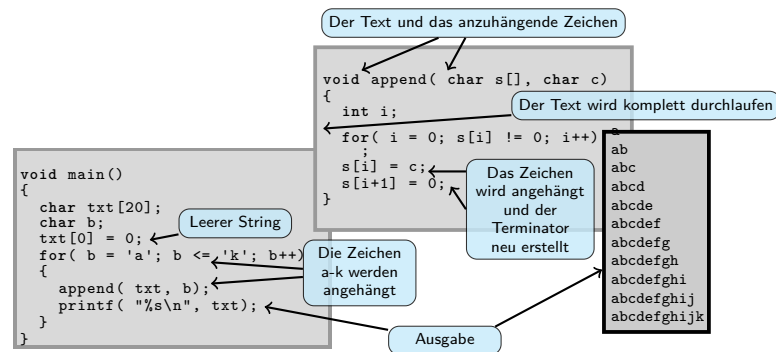 Der Text und das anzuhängende Zeichen
void append( char s[], char c)
{
int i;
Der Text wird komplett durchlaufen
for( i = 0; s[i] != 0; i++)
;
s[i] = c;
s[i+1] = 0;
}
Das Zeichen
wird angehängt
und der
Terminator
neu erstellt
void main()
{
char txt[20];
char b;
txt[0] = 0;
Leerer String
for( b = 'a'; b <= 'k'; b++)
{
append( txt, b);
printf( "%s\n", txt);
}
}
Die Zeichen
a-k werden
angehängt
Ausgabe
a
ab
abc
abcd
abcde
abcdef
abcdefg
abcdefgh
abcdefghi
abcdefghij
abcdefghijk